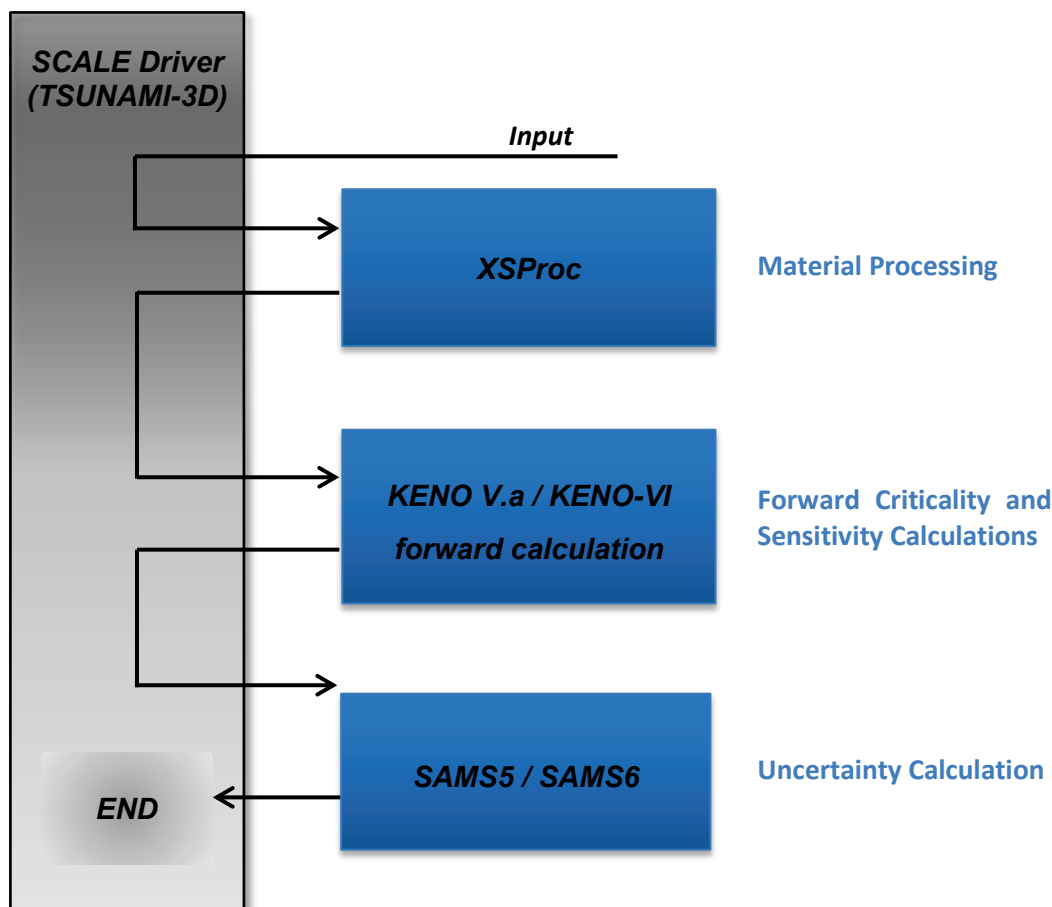 SCALE Driver
(TSUNAMI-3D)
Input
XSProc
Material Processing
KENO V.a / KENO-VI
forward calculation
Forward Criticality and
Sensitivity Calculations
SAMS5 / SAMS6
Uncertainty Calculation
END